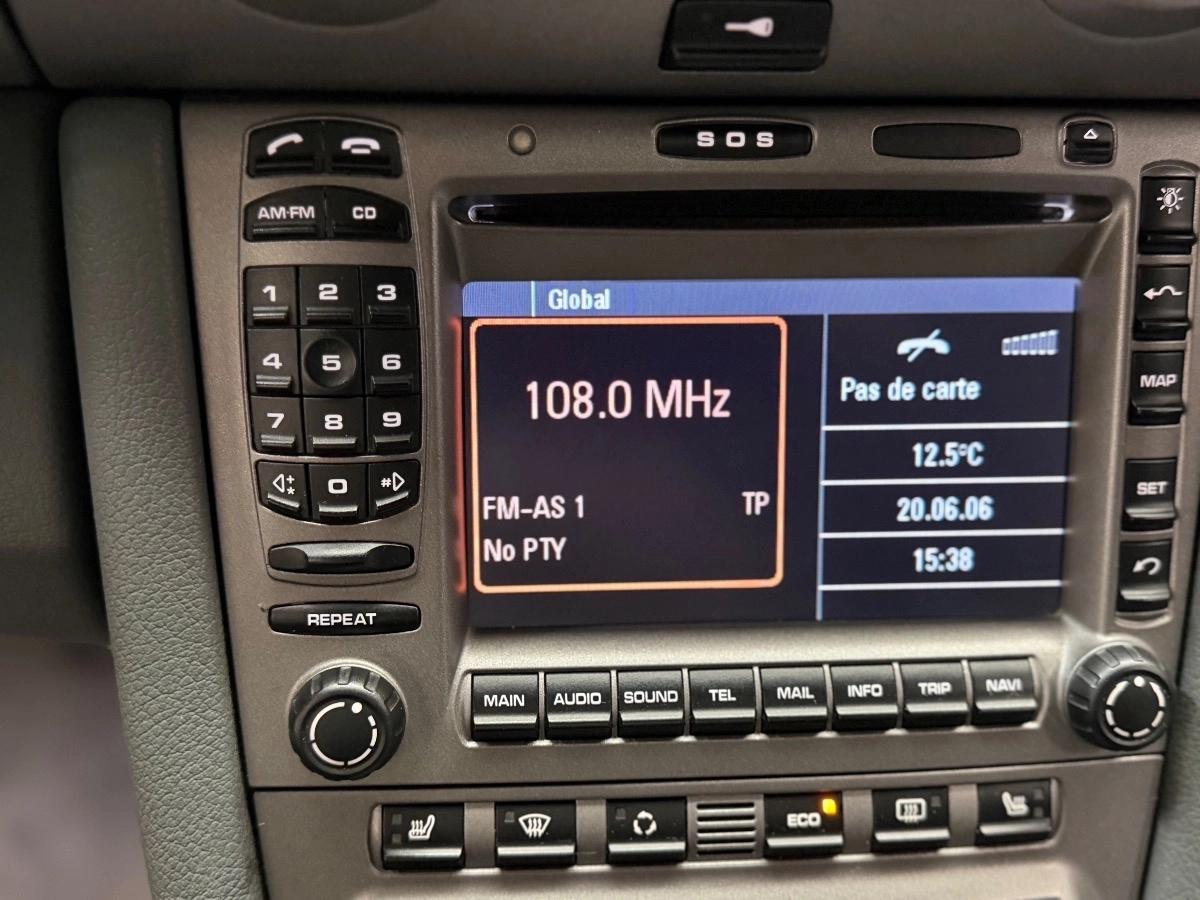 SOS
AM·FM CD
1 2 3
4 5 6
7 8 9
+
* 0 #
REPEAT
Global
108.0 MHz
FM-AS 1 TP
No PTY
Pas de carte
12.5°C
20.06.06
15:38
MAP
SET
MAIN AUDIO SOUND TEL MAIL INFO TRIP NAVI
ECO